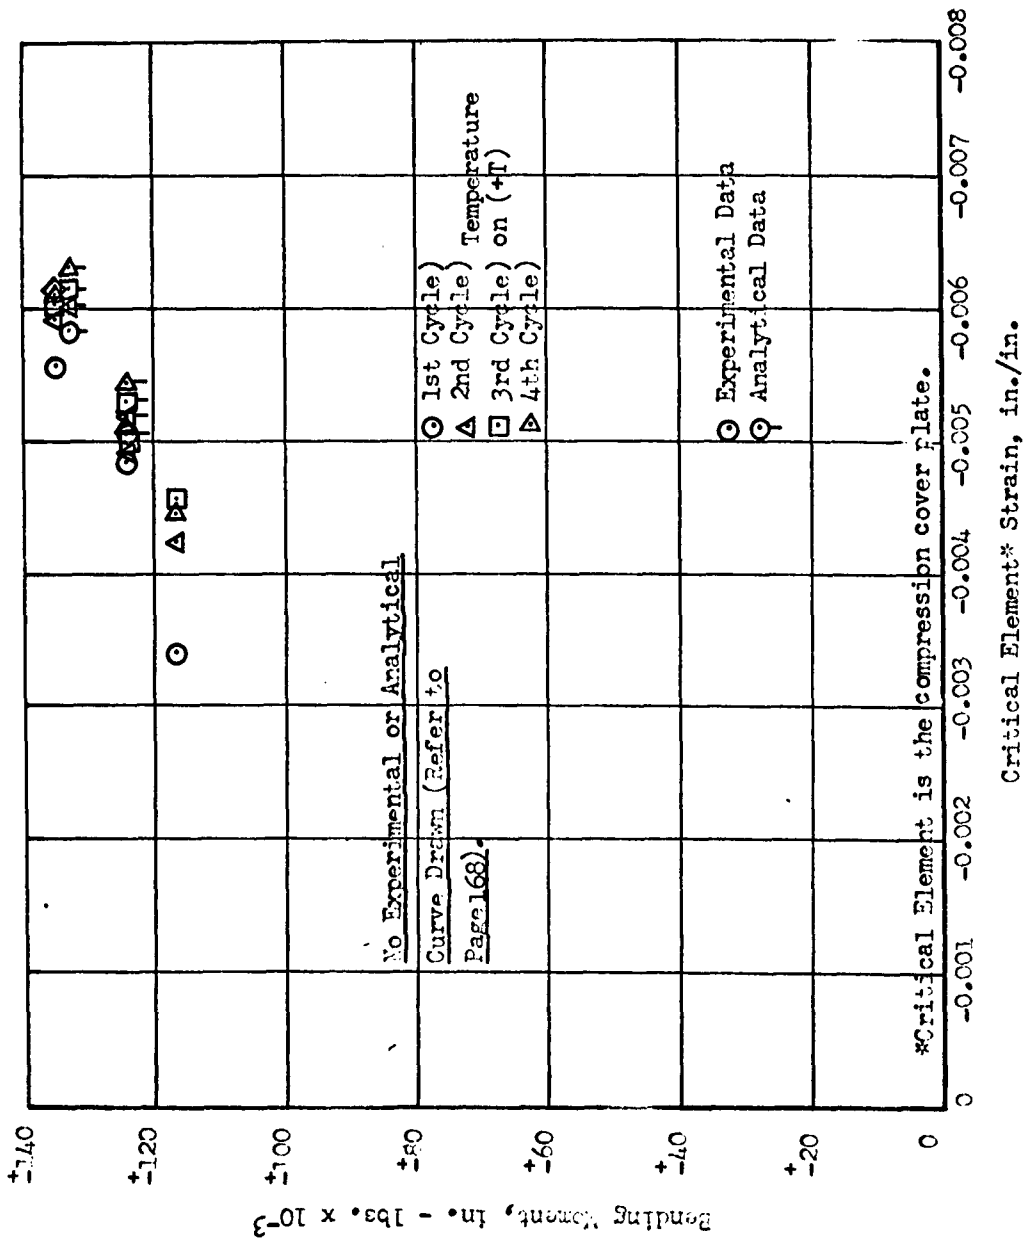 ±140
±120
±100
±80
±60
±40
±20
0
Bending Moment, in. - lbs. x 10-3
⊙ 1st Cycle)
△ 2nd Cycle) Temperature
⊡ 3rd Cycle) on (+T)
4th Cycle)
No Experimental or Analytical
Curve Drawn (Refer to
Page 168).
⊙ Experimental Data
Analytical Data
*Critical Element is the compression cover plate.
0 -0.001 -0.002 -0.003 -0.004 -0.005 -0.006 -0.007 -0.008
Critical Element* Strain, in./in.